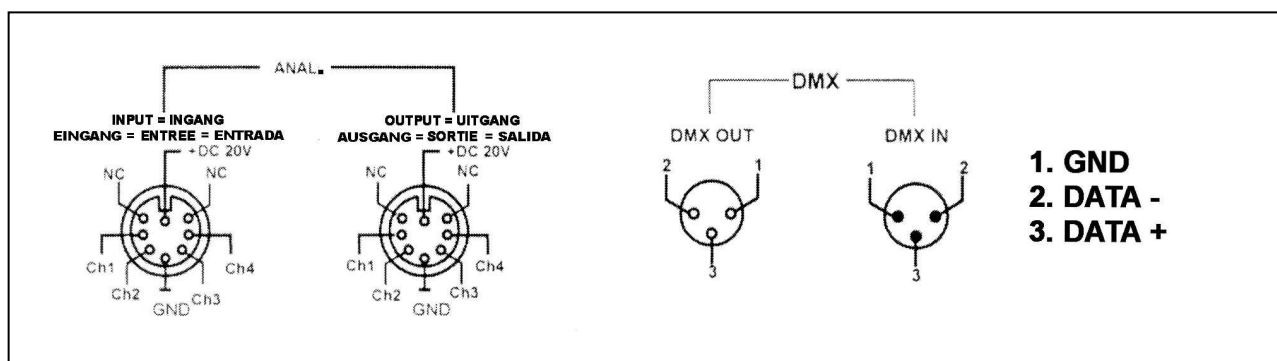 ANAL.
INPUT = INGANG
EINGANG = ENTREE = ENTRADA
+DC 20V
NC
NC
Ch1
Ch4
Ch2
Ch3
GND
OUTPUT = UITGANG
AUSGANG = SORTIE = SALIDA
+DC 20V
NC
NC
Ch1
Ch4
Ch2
Ch3
GND
DMX
DMX OUT
2
1
3
DMX IN
1
2
3
1. GND
2. DATA -
3. DATA +